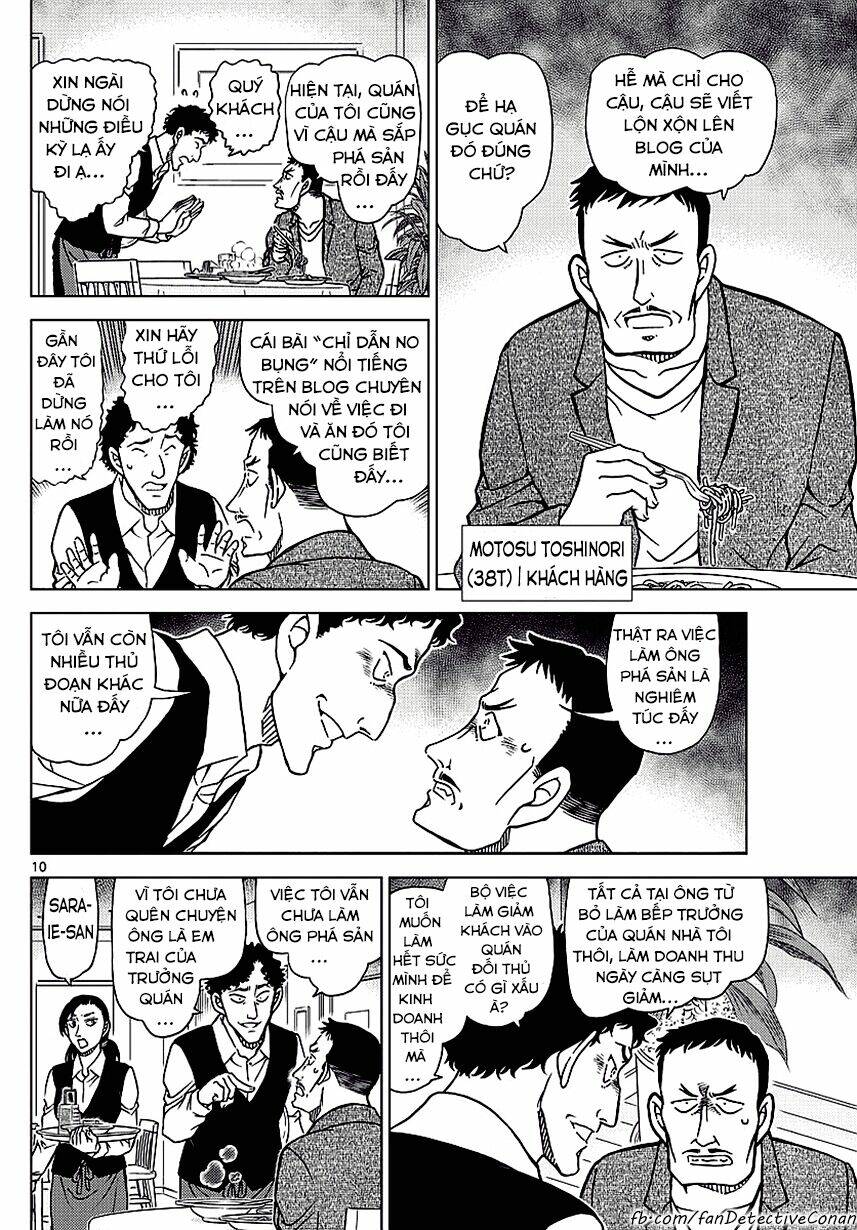 HỄ MÀ CHỈ CHO
CẬU, CẬU SẼ VIẾT
LỘN XỘN LÊN
BLOG CỦA
MÌNH...
ĐỂ HẠ
GỤC QUÁN
ĐÓ ĐÚNG
CHỨ?
HIỆN TẠI, QUÁN
CỦA TÔI CŨNG
VÌ CẬU MÀ SẮP
PHÁ SẢN
RỒI ĐẤY
...
QUÝ
KHÁCH
...
XIN NGÀI
DỪNG NÓI
NHỮNG ĐIỀU
KỲ LẠ ẤY
ĐI Ạ...
MOTOSU TOSHINORI
(38T) | KHÁCH HÀNG
CÁI BÀI "CHỈ DẪN NO
BỤNG" NỔI TIẾNG
TRÊN BLOG CHUYÊN
NÓI VỀ VIỆC ĐI
VÀ ĂN ĐÓ TÔI
CŨNG BIẾT
ĐẤY...
XIN HÃY
THỨ LỖI
CHO TÔI
...
GẦN
ĐÂY TÔI
ĐÃ
DỪNG
LÀM NÓ
RỒI
...
THẬT RA VIỆC
LÀM ÔNG
PHÁ SẢN LÀ
NGHIÊM
TÚC ĐẤY
...
TÔI VẪN CÒN
NHIỀU THỦ
ĐOẠN KHÁC
NỮA ĐẤY
...
10
TẤT CẢ TẠI ÔNG TỪ
BỎ LÀM BẾP TRƯỞNG
CỦA QUÁN NHÀ TÔI
THÔI, LÀM DOANH THU
NGÀY CÀNG SỤT
GIẢM...
BỘ VIỆC
LÀM GIẢM
KHÁCH VÀO
QUÁN
ĐỐI THỦ
CÓ GÌ XẤU
À?
TÔI
MUỐN
LÀM
HẾT SỨC
MÌNH ĐỂ
KINH
DOANH
THÔI
MÀ
...
VIỆC TÔI VẪN
CHƯA LÀM
ÔNG PHÁ SẢN
...
VÌ TÔI CHƯA
QUÊN CHUYỆN
ÔNG LÀ EM
TRAI CỦA
TRƯỞNG
QUÁN
...
SARA-
IE-SAN
fb.com/fanDetectiveConan